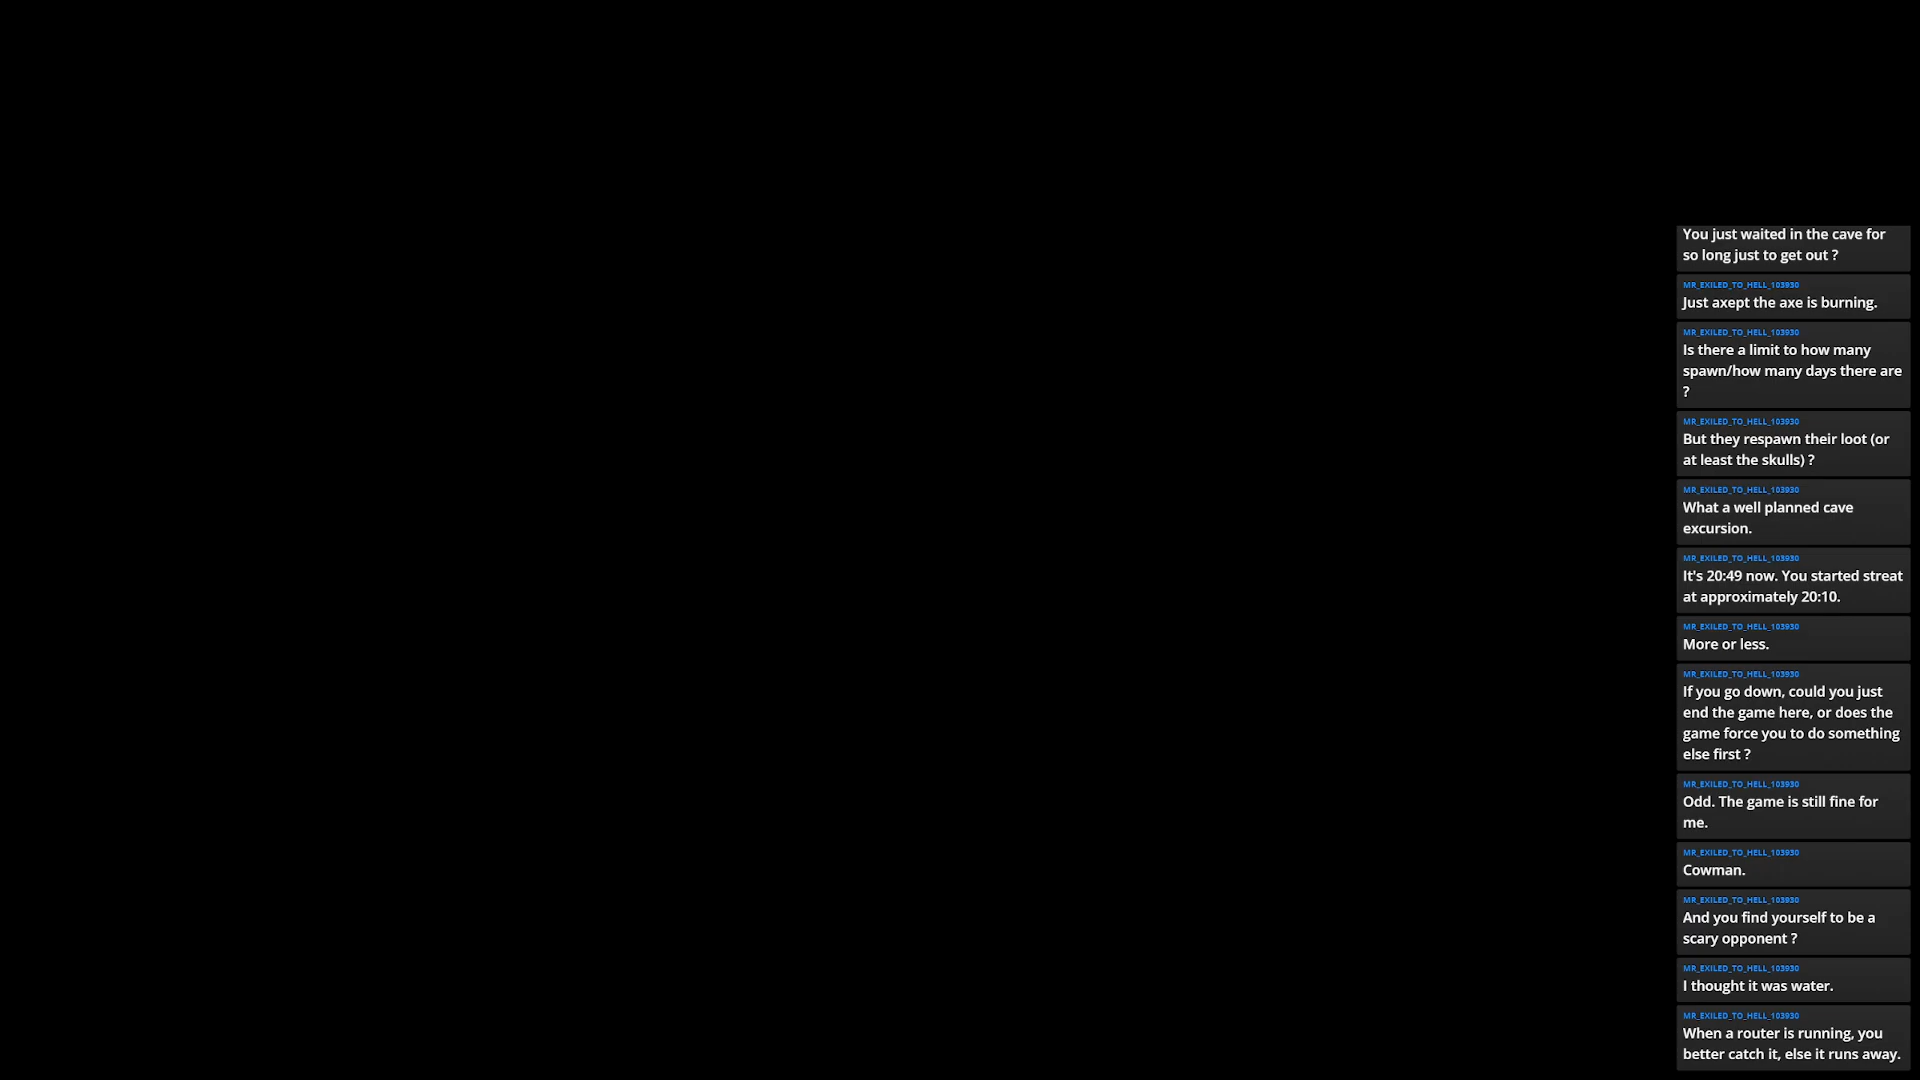 You just waited in the cave for
so long just to get out ?
MR_EXILED_TO_HELL_103930
Just axept the axe is burning.
MR_EXILED_TO_HELL_103930
Is there a limit to how many
spawn/how many days there are
?
MR_EXILED_TO_HELL_103930
But they respawn their loot (or
at least the skulls) ?
MR_EXILED_TO_HELL_103930
What a well planned cave
excursion.
MR_EXILED_TO_HELL_103930
It's 20:49 now. You started streat
at approximately 20:10.
MR_EXILED_TO_HELL_103930
More or less.
MR_EXILED_TO_HELL_103930
If you go down, could you just
end the game here, or does the
game force you to do something
else first ?
MR_EXILED_TO_HELL_103930
Odd. The game is still fine for
me.
MR_EXILED_TO_HELL_103930
Cowman.
MR_EXILED_TO_HELL_103930
And you find yourself to be a
scary opponent ?
MR_EXILED_TO_HELL_103930
I thought it was water.
MR_EXILED_TO_HELL_103930
When a router is running, you
better catch it, else it runs away.